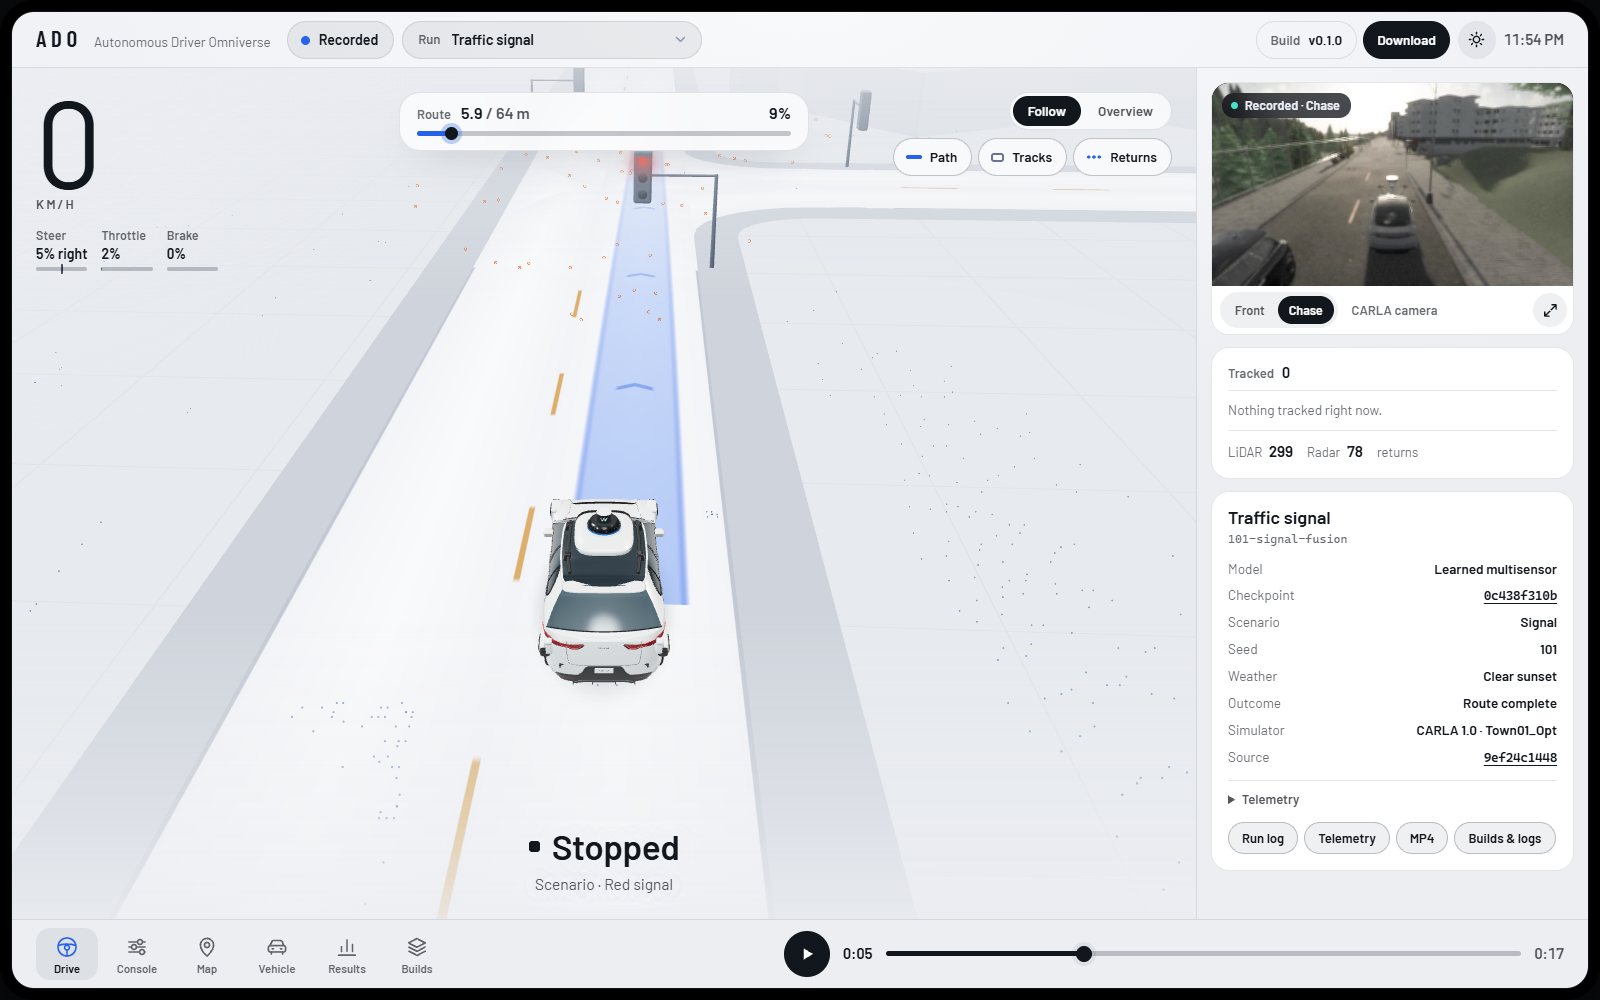 ADO Autonomous Driver Omniverse Recorded Run Traffic signal Build v0.1.0 Download 11:54 PM
0
KM/H
Steer Throttle Brake
5% right 2% 0%
Route 5.9 / 64 m 9%
Follow Overview
Path Tracks Returns
Stopped
Scenario · Red signal
Recorded · Chase
Front Chase CARLA camera
Tracked 0
Nothing tracked right now.
LiDAR 299 Radar 78 returns
Traffic signal
101-signal-fusion
Model Learned multisensor
Checkpoint 0c438f310b
Scenario Signal
Seed 101
Weather Clear sunset
Outcome Route complete
Simulator CARLA 1.0 · Town01_Opt
Source 9ef24c1448
Telemetry
Run log Telemetry MP4 Builds & logs
Drive Console Map Vehicle Results Builds
0:05 0:17